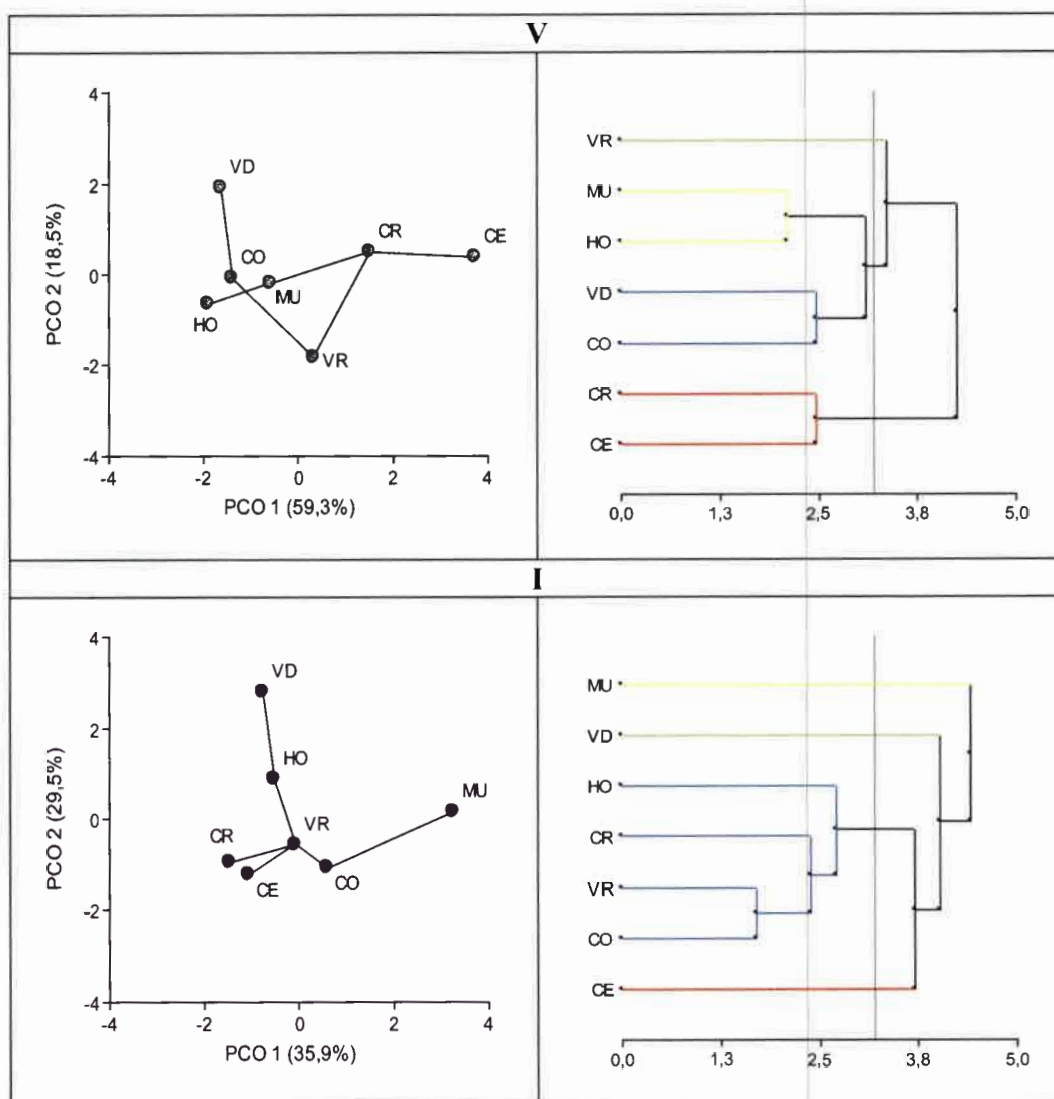 V
4
2
0
-2
-4
-4 -2 0 2 4
PCO 2 (18,5%)
PCO 1 (59,3%)
VD
CO
HO
MU
VR
CR
CE
VR
MU
HO
VD
CO
CR
CE
0,0 1,3 2,5 3,8 5,0
I
4
2
0
-2
-4
-4 -2 0 2 4
PCO 2 (29,5%)
PCO 1 (35,9%)
VD
HO
MU
VR
CR
CE
CO
MU
VD
HO
CR
VR
CO
CE
0,0 1,3 2,5 3,8 5,0